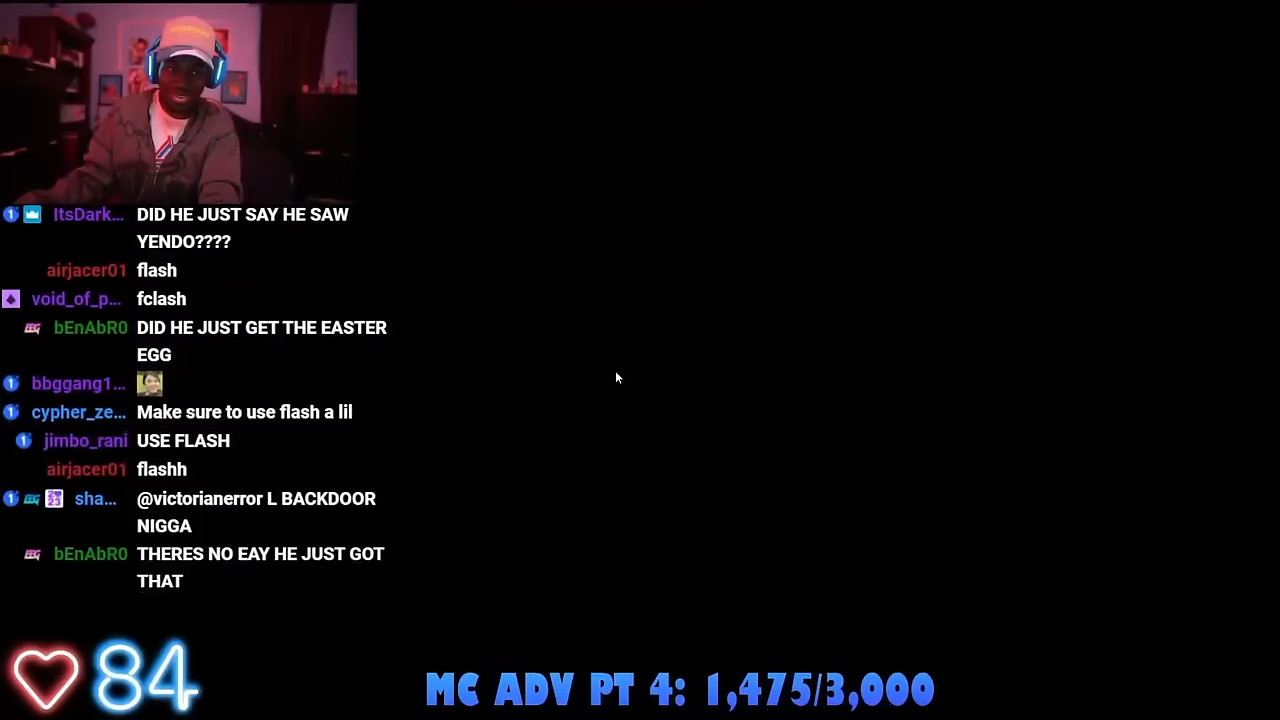 ItsDark... DID HE JUST SAY HE SAW
YENDO????
airjacer01 flash
void_of_p... fclash
bEnAbR0 DID HE JUST GET THE EASTER
EGG
bbggang1...
cypher_ze... Make sure to use flash a lil
jimbo_rani USE FLASH
airjacer01 flashh
sha... @victorianerror L BACKDOOR
NIGGA
bEnAbR0 THERES NO EAY HE JUST GOT
THAT
84
MC ADV PT 4: 1,475/3,000